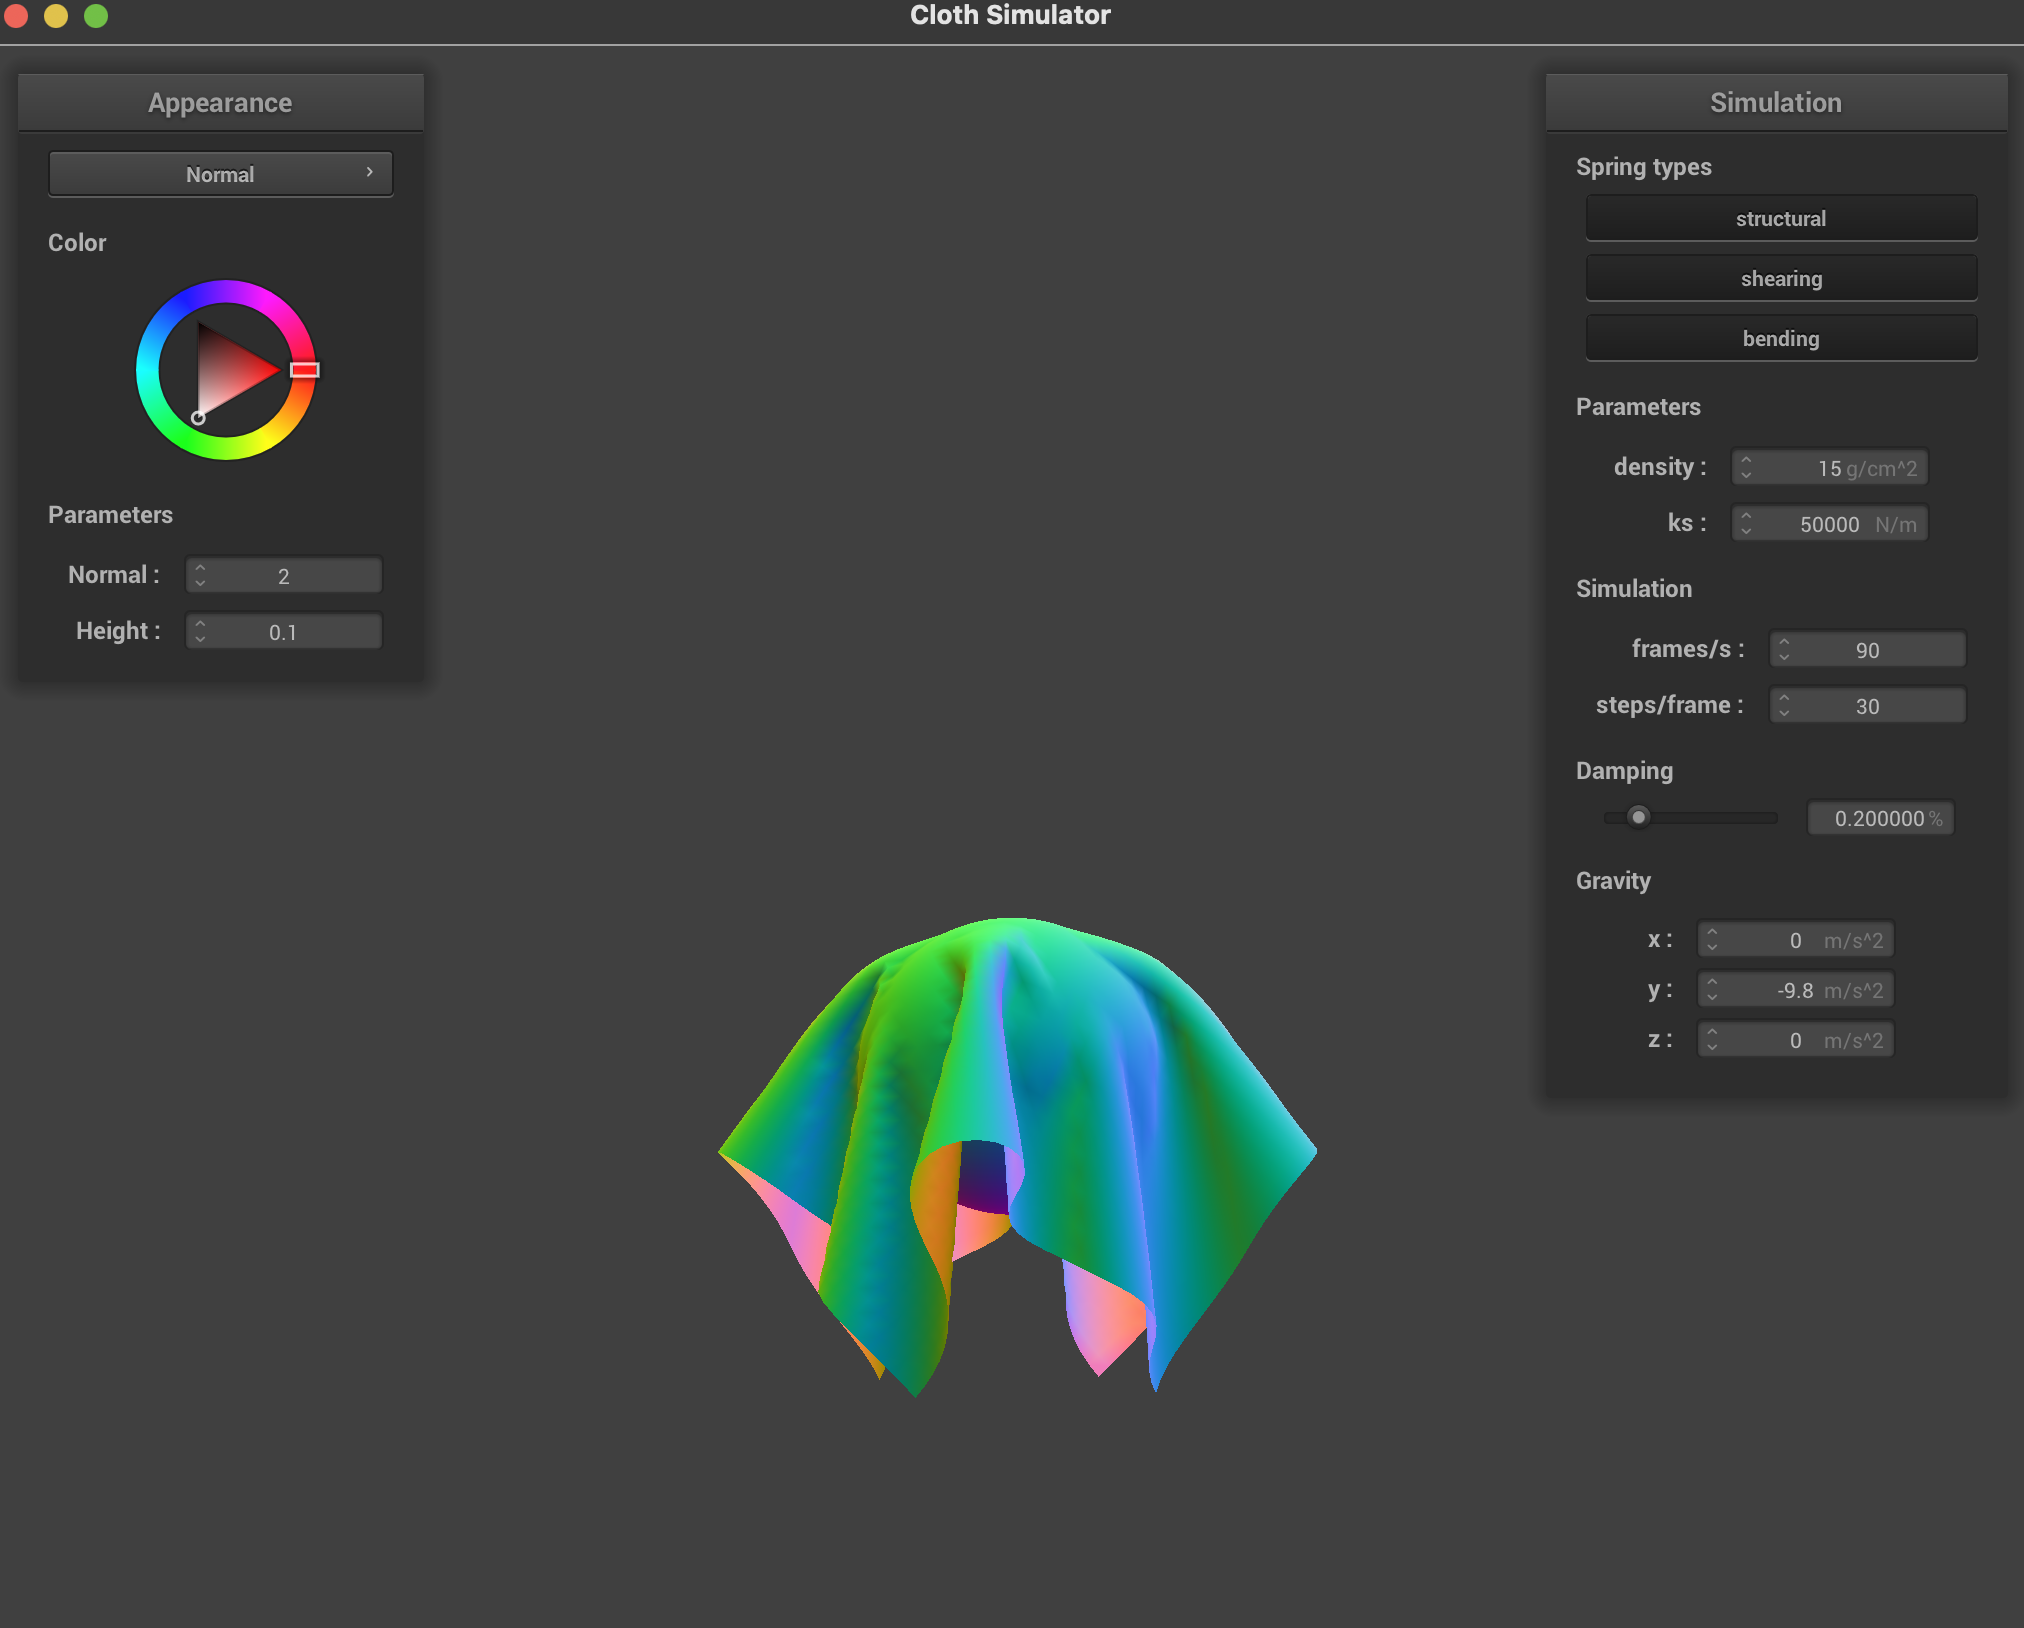 Cloth Simulator
Appearance
Normal
Color
Parameters
Normal : 2
Height : 0.1
Simulation
Spring types
structural
shearing
bending
Parameters
density : 15 g/cm^2
ks : 50000 N/m
Simulation
frames/s : 90
steps/frame : 30
Damping
0.200000 %
Gravity
x : 0 m/s^2
y : -9.8 m/s^2
z : 0 m/s^2